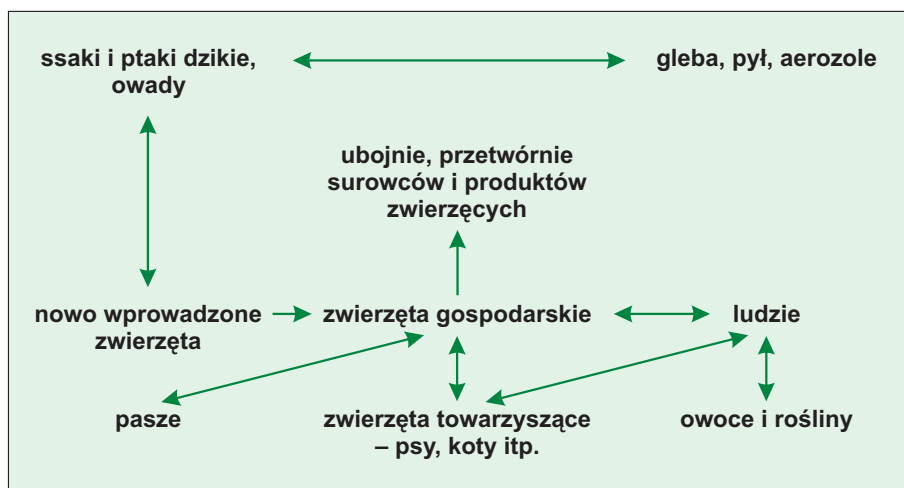 ssaki i ptaki dzikie,
owady
gleba, pył, aerozole
ubojnie, przetwórnie
surowców i produktów
zwierzęcych
nowo wprowadzone
zwierzęta
zwierzęta gospodarskie
ludzie
pasze
zwierzęta towarzyszące
– psy, koty itp.
owoce i rośliny